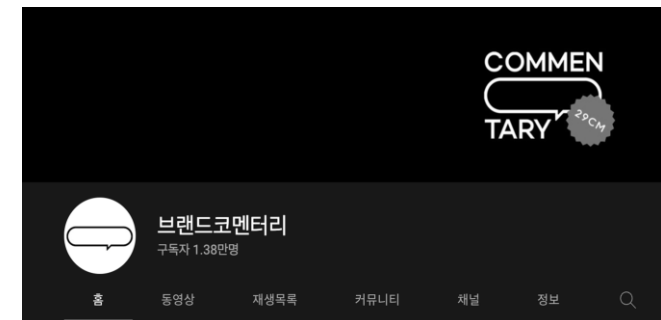 COMMEN
TARY
29CM
브랜드코멘터리
구독자 1.38만명
홈 동영상 재생목록 커뮤니티 채널 정보